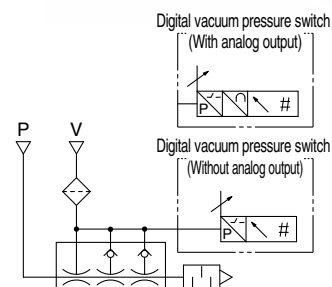 Digital vacuum pressure switch
(With analog output)
P #
P V
Digital vacuum pressure switch
(Without analog output)
P #